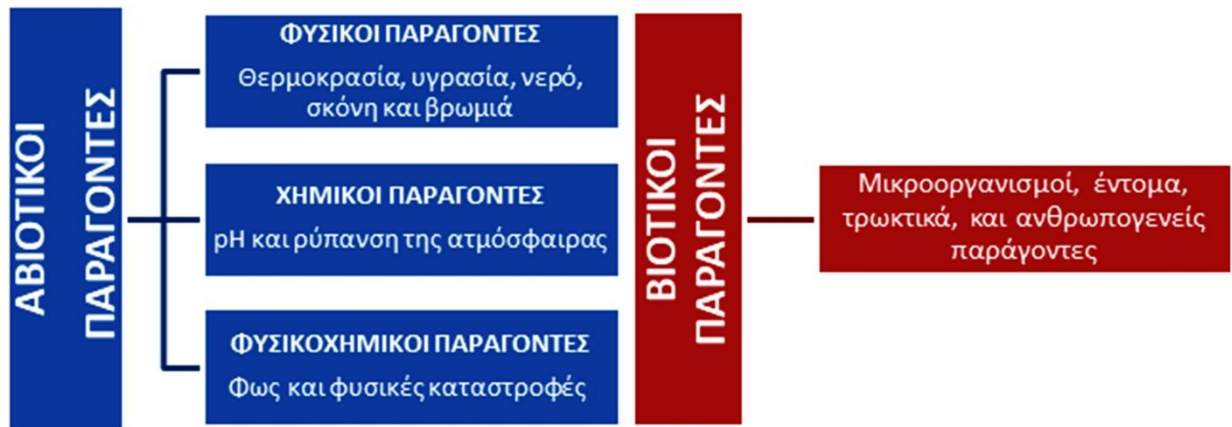 ΑΒΙΟΤΙΚΟΙ
ΠΑΡΑΓΟΝΤΕΣ
ΦΥΣΙΚΟΙ ΠΑΡΑΓΟΝΤΕΣ
Θερμοκρασία, υγρασία, νερό,
σκόνη και βρωμιά
ΧΗΜΙΚΟΙ ΠΑΡΑΓΟΝΤΕΣ
pH και ρύπανση της ατμόσφαιρας
ΦΥΣΙΚΟΧΗΜΙΚΟΙ ΠΑΡΑΓΟΝΤΕΣ
Φως και φυσικές καταστροφές
ΒΙΟΤΙΚΟΙ
ΠΑΡΑΓΟΝΤΕΣ
Μικροοργανισμοί, έντομα,
τρωκτικά, και ανθρωπογενείς
παράγοντες